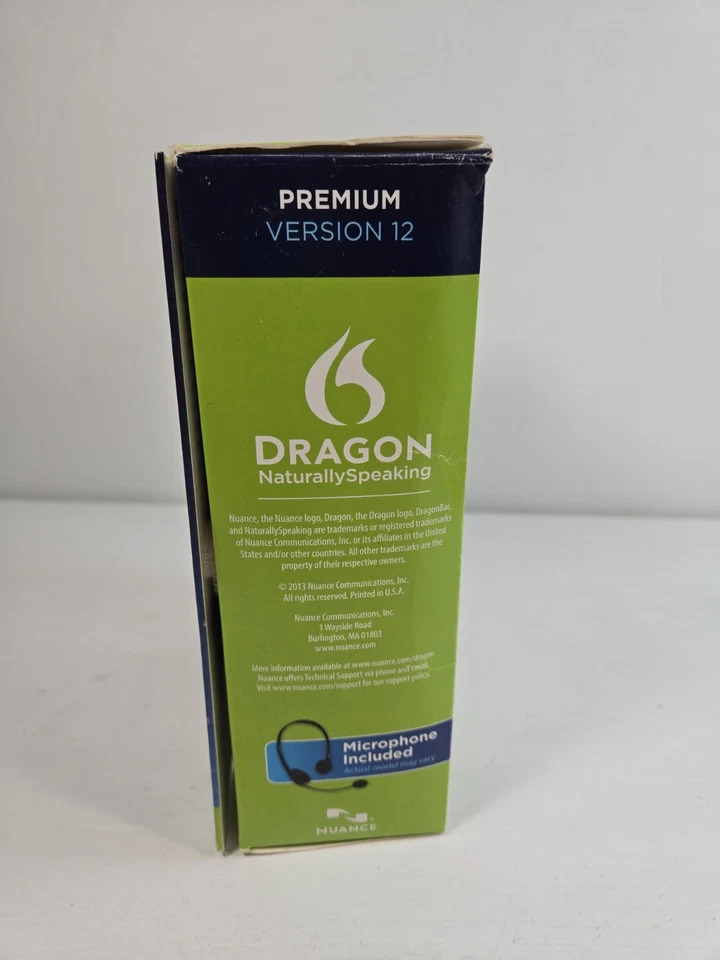 PREMIUM
VERSION 12
DRAGON
NaturallySpeaking
Nuance, the Nuance logo, Dragon, the Dragon logo, DragonBar,
and NaturallySpeaking are trademarks or registered trademarks
of Nuance Communications, Inc. or its affiliates in the United
States and/or other countries. All other trademarks are the
property of their respective owners.
© 2013 Nuance Communications, Inc.
All rights reserved. Printed in U.S.A.
Nuance Communications, Inc.
1 Wayside Road
Burlington, MA 01803
www.nuance.com
More information available at www.nuance.com/dragon
Nuance offers Technical Support via phone and email.
Visit www.nuance.com/support for our support policy.
Microphone
Included
Actual model may vary
NUANCE